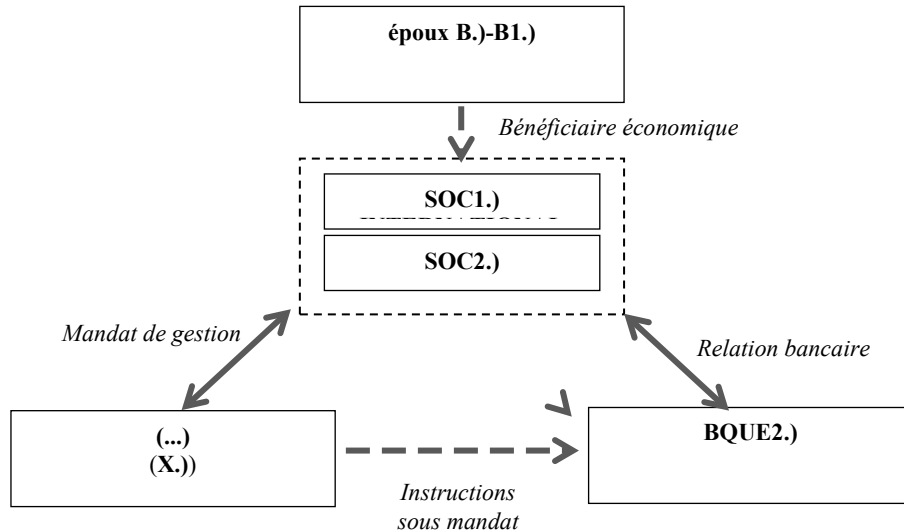 époux B.)-B1.)
Bénéficiaire économique
SOC1.)
SOC2.)
Mandat de gestion
Relation bancaire
(...)
(X.))
BQUE2.)
Instructions
sous mandat